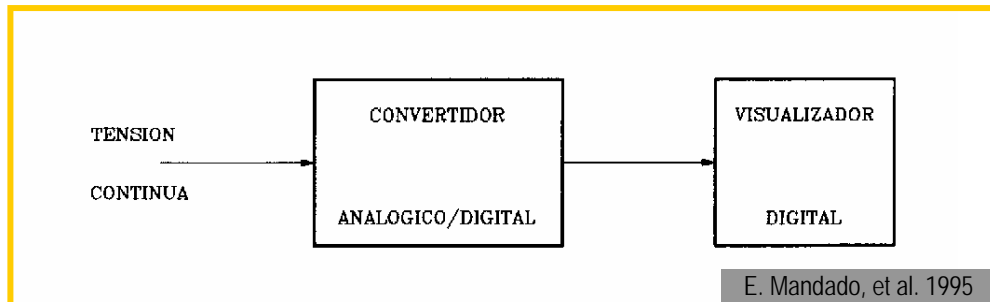 TENSION
CONTINUA
CONVERTIDOR
ANALOGICO/DIGITAL
VISUALIZADOR
DIGITAL
E. Mandado, et al. 1995